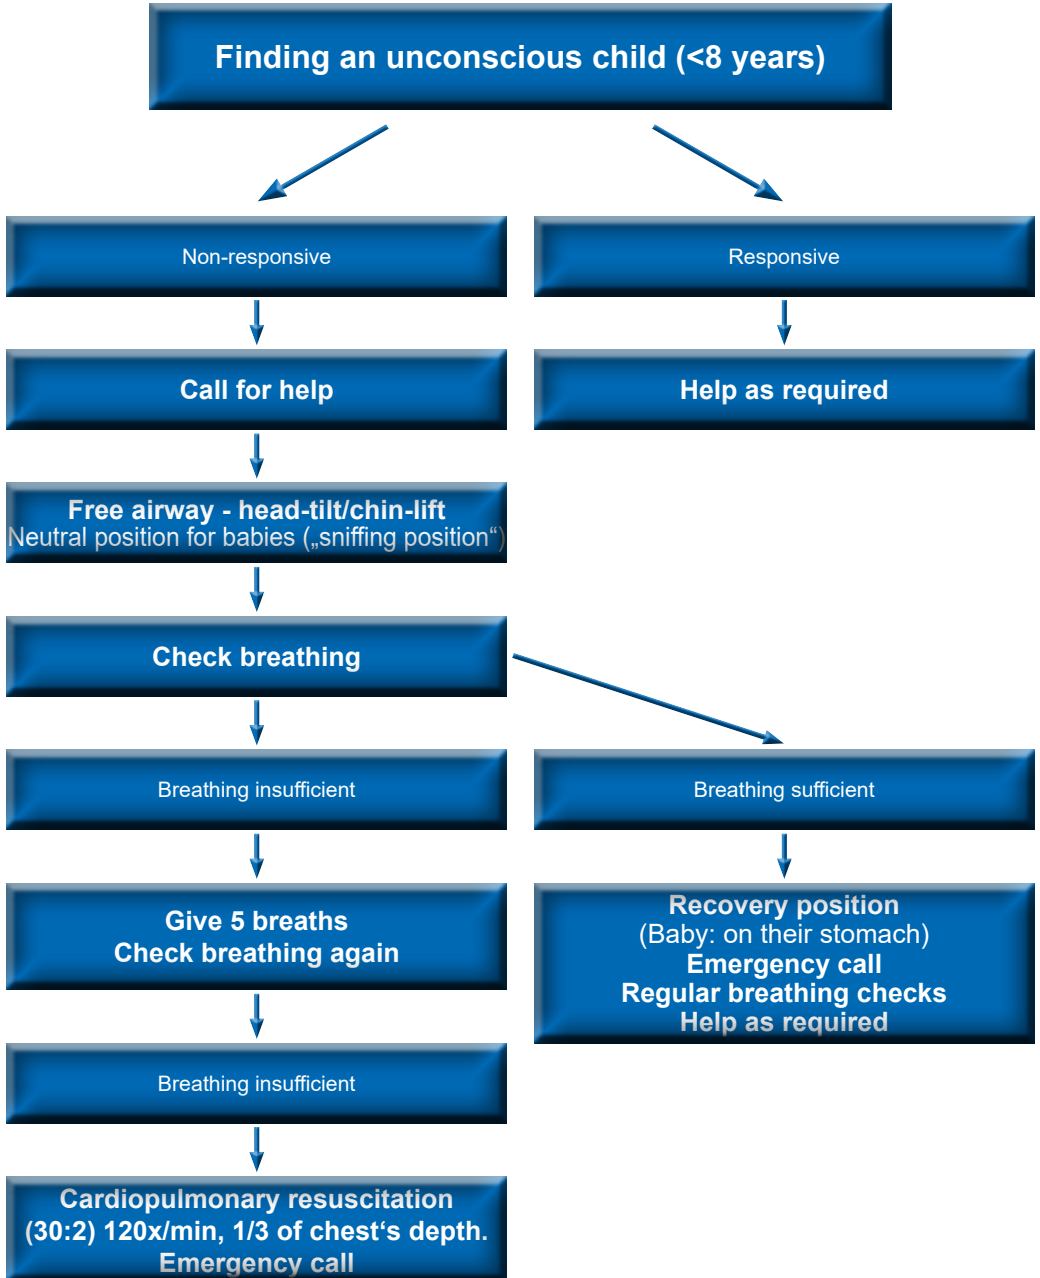 Finding an unconscious child (<8 years)
Non-responsive
Responsive
Call for help
Help as required
Free airway - head-tilt/chin-lift
Neutral position for babies („sniffing position“)
Check breathing
Breathing insufficient
Breathing sufficient
Give 5 breaths
Check breathing again
Recovery position
(Baby: on their stomach)
Emergency call
Regular breathing checks
Help as required
Breathing insufficient
Cardiopulmonary resuscitation
(30:2) 120x/min, 1/3 of chest‘s depth.
Emergency call